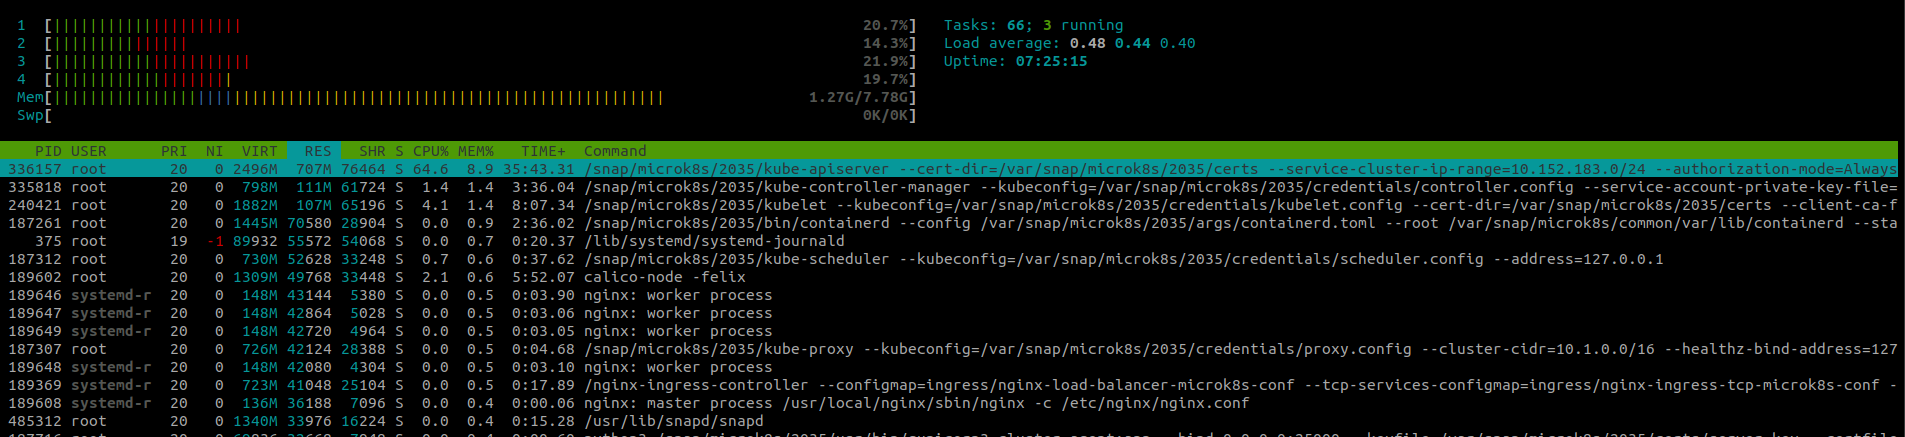 1 [|||||||||||||||||||||                                    20.7%] Tasks: 66; 3 running
2 [|||||||||||||||                                          14.3%] Load average: 0.48 0.44 0.40
3 [||||||||||||||||||||||                                   21.9%] Uptime: 07:25:15
4 [||||||||||||||||||||                                     19.7%]
Mem[||||||||||||||||||||||||||||||||||||||||||||||||||||||||||||||||||||1.27G/7.78G]
Swp[                                                        0K/0K]
PID USER PRI NI VIRT RES SHR S CPU% MEM% TIME+ Command
336157 root 20 0 2496M 707M 76464 S 64.6 8.9 35:43.31 /snap/microk8s/2035/kube-apiserver --cert-dir=/var/snap/microk8s/2035/certs --service-cluster-ip-range=10.152.183.0/24 --authorization-mode=Always
335818 root 20 0 798M 111M 61724 S 1.4 1.4 3:36.04 /snap/microk8s/2035/kube-controller-manager --kubeconfig=/var/snap/microk8s/2035/credentials/controller.config --service-account-private-key-file=
240421 root 20 0 1882M 107M 65196 S 4.1 1.4 8:07.34 /snap/microk8s/2035/kubelet --kubeconfig=/var/snap/microk8s/2035/credentials/kubelet.config --cert-dir=/var/snap/microk8s/2035/certs --client-ca-f
187261 root 20 0 1445M 70580 28904 S 0.0 0.9 2:36.02 /snap/microk8s/2035/bin/containerd --config /var/snap/microk8s/2035/args/containerd.toml --root /var/snap/microk8s/common/var/lib/containerd --sta
375 root 19 -1 89932 55572 54068 S 0.0 0.7 0:20.37 /lib/systemd/systemd-journald
187312 root 20 0 730M 52628 33248 S 0.7 0.6 0:37.62 /snap/microk8s/2035/kube-scheduler --kubeconfig=/var/snap/microk8s/2035/credentials/scheduler.config --address=127.0.0.1
189602 root 20 0 1309M 49768 33448 S 2.1 0.6 5:52.07 calico-node -felix
189646 systemd-r 20 0 148M 43144 5380 S 0.0 0.5 0:03.90 nginx: worker process
189647 systemd-r 20 0 148M 42864 5028 S 0.0 0.5 0:03.06 nginx: worker process
189649 systemd-r 20 0 148M 42720 4964 S 0.0 0.5 0:03.05 nginx: worker process
187307 root 20 0 726M 42124 28388 S 0.0 0.5 0:04.68 /snap/microk8s/2035/kube-proxy --kubeconfig=/var/snap/microk8s/2035/credentials/proxy.config --cluster-cidr=10.1.0.0/16 --healthz-bind-address=127
189648 systemd-r 20 0 148M 42080 4304 S 0.0 0.5 0:03.10 nginx: worker process
189369 systemd-r 20 0 723M 41048 25104 S 0.0 0.5 0:17.89 /nginx-ingress-controller --configmap=ingress/nginx-load-balancer-microk8s-conf --tcp-services-configmap=ingress/nginx-ingress-tcp-microk8s-conf -
189608 systemd-r 20 0 136M 36188 7096 S 0.0 0.4 0:00.06 nginx: master process /usr/local/nginx/sbin/nginx -c /etc/nginx/nginx.conf
485312 root 20 0 1340M 33976 16224 S 0.0 0.4 0:15.28 /usr/lib/snapd/snapd